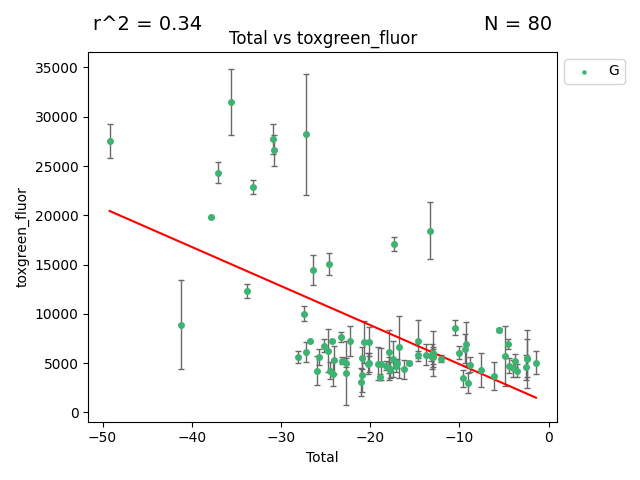 r^2 = 0.34 N = 80
Total vs toxgreen_fluor
G
35000
30000
25000
20000
15000
10000
5000
0
toxgreen_fluor
−50 −40 −30 −20 −10 0
Total